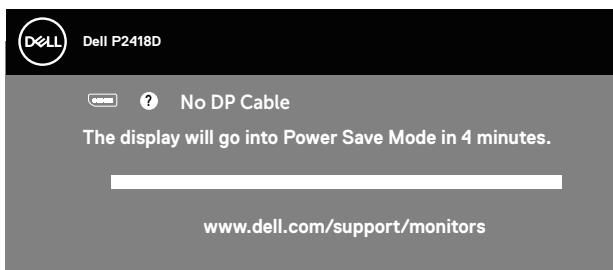 DELL
Dell P2418D
? No DP Cable
The display will go into Power Save Mode in 4 minutes.
www.dell.com/support/monitors